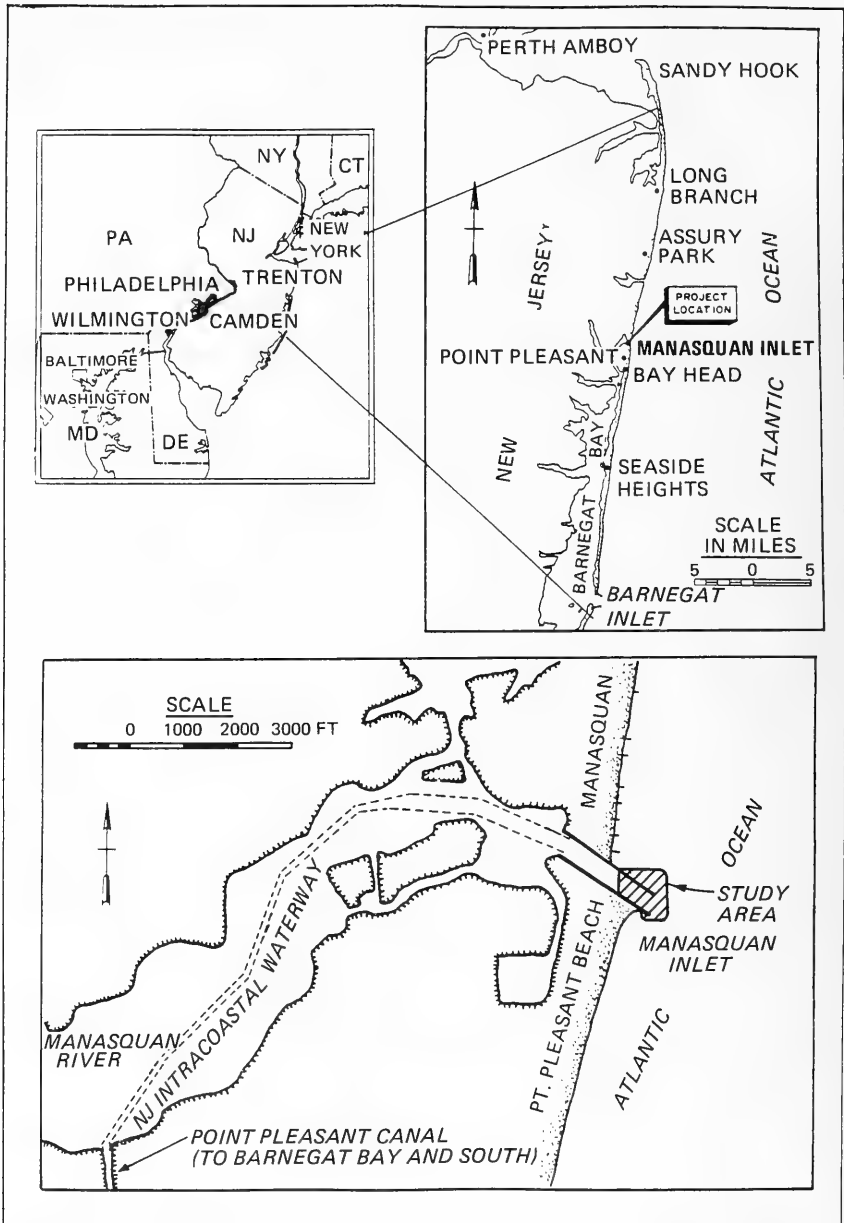 NY
CT
PA
NJ
NEW
YORK
PHILADELPHIA
TRENTON
WILMINGTON
CAMDEN
BALTIMORE
WASHINGTON
MD
DE
PERTH AMBOY
SANDY HOOK
LONG
BRANCH
ASSURY
PARK
OCEAN
JERSEY
PROJECT
LOCATION
POINT PLEASANT
MANASQUAN INLET
BAY HEAD
ATLANTIC
NEW
BAY
SEASIDE
HEIGHTS
BARNEGAT
SCALE
IN MILES
5 0 5
BARNEGAT
INLET
SCALE
0 1000 2000 3000 FT
MANASQUAN
OCEAN
STUDY
AREA
MANASQUAN
INLET
NJ INTRACOASTAL WATERWAY
PT. PLEASANT BEACH
ATLANTIC
MANASQUAN
RIVER
POINT PLEASANT CANAL
(TO BARNEGAT BAY AND SOUTH)